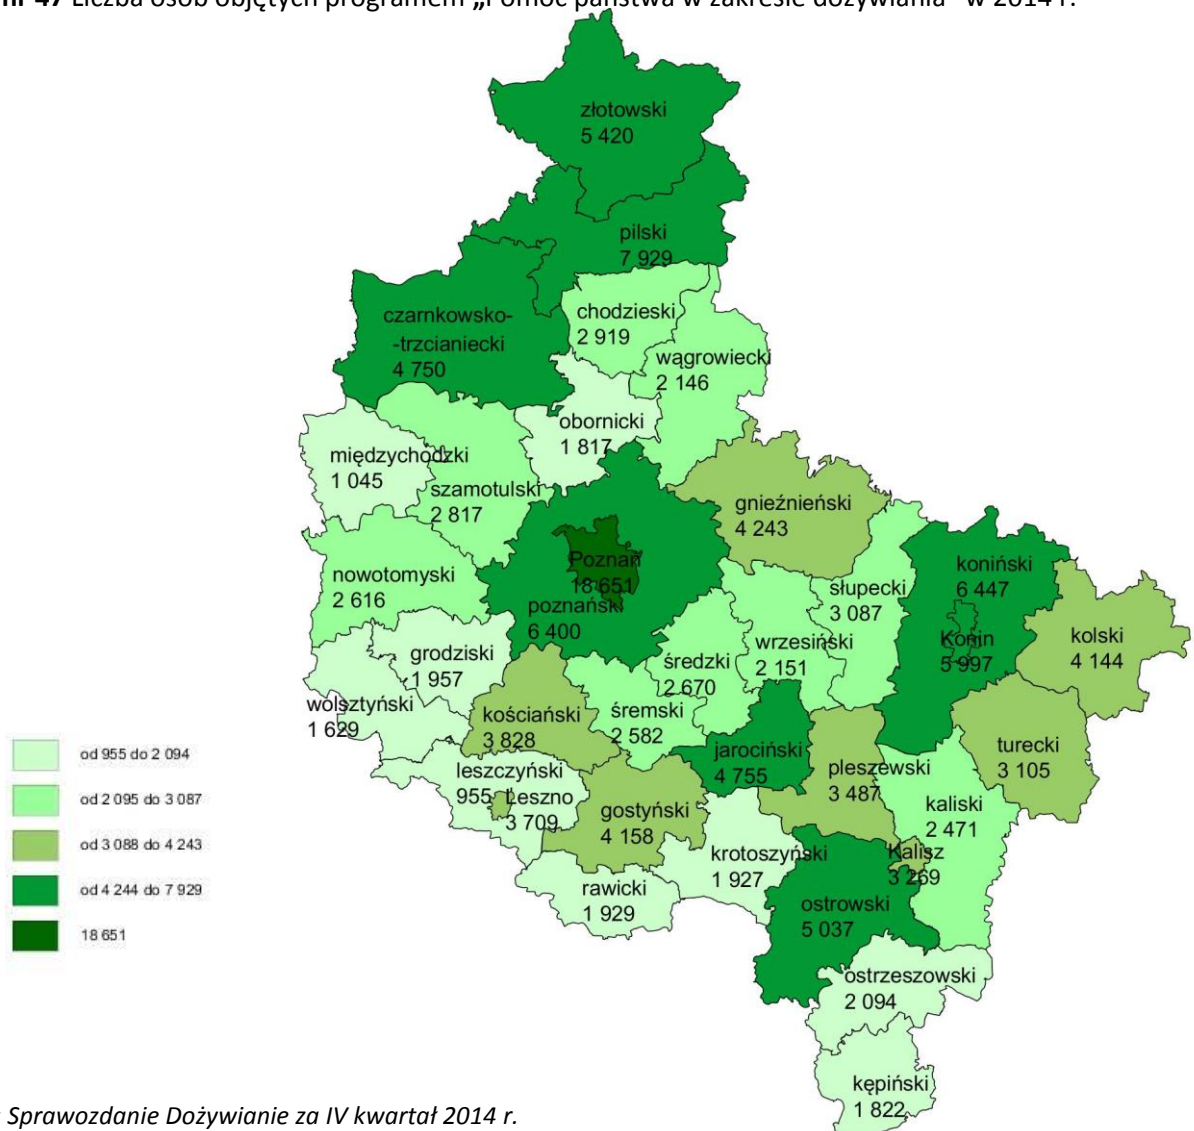 nr 47 Liczba osób objętych programem „Pomoc państwa w zakresie dożywiania” w 2014 r.
złotowski
5 420
pilski
7 929
czarnkowsko-
-trzcianiecki
4 750
chodzieski
2 919
wągrowiecki
2 146
obornicki
1 817
międzychodzki
1 045
szamotulski
2 817
gnieźnieński
4 243
nowotomyski
2 616
Poznań
18 651
poznański
6 400
słupecki
3 087
koniński
6 447
Konin
5 997
kolski
4 144
grodziski
1 957
wrzesiński
2 151
średzki
2 670
wolsztyński
1 629
kościański
3 828
śremski
2 582
jarociński
4 755
pleszewski
3 487
turecki
3 105
leszczyński
955
Leszno
3 709
gostyński
4 158
kaliski
2 471
krotoszyński
1 927
Kalisz
3 269
rawicki
1 929
ostrowski
5 037
ostrzeszowski
2 094
kępiński
1 822
od 955 do 2 094
od 2 095 do 3 087
od 3 088 do 4 243
od 4 244 do 7 929
18 651
Sprawozdanie Dożywianie za IV kwartał 2014 r.